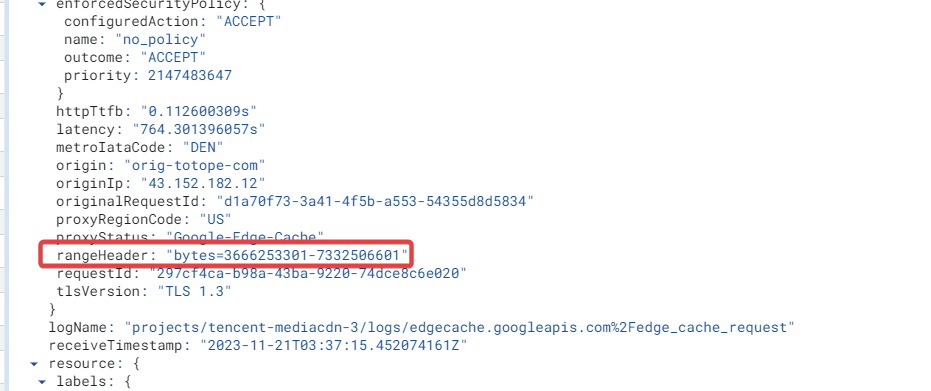 enforcedSecurityPolicy: {
configuredAction: "ACCEPT"
name: "no_policy"
outcome: "ACCEPT"
priority: 2147483647
}
httpTtfb: "0.112600309s"
latency: "764.301396057s"
metroIataCode: "DEN"
origin: "orig-totope-com"
originIp: "43.152.182.12"
originalRequestId: "d1a70f73-3a41-4f5b-a553-54355d8d5834"
proxyRegionCode: "US"
proxyStatus: "Google-Edge-Cache"
rangeHeader: "bytes=3666253301-7332506601"
requestId: "297cf4ca-b98a-43ba-9220-74dce8c6e020"
tlsVersion: "TLS 1.3"
}
logName: "projects/tencent-mediacdn-3/logs/edgecache.googleapis.com%2Fedge_cache_request"
receiveTimestamp: "2023-11-21T03:37:15.452074161Z"
resource: {
labels: {